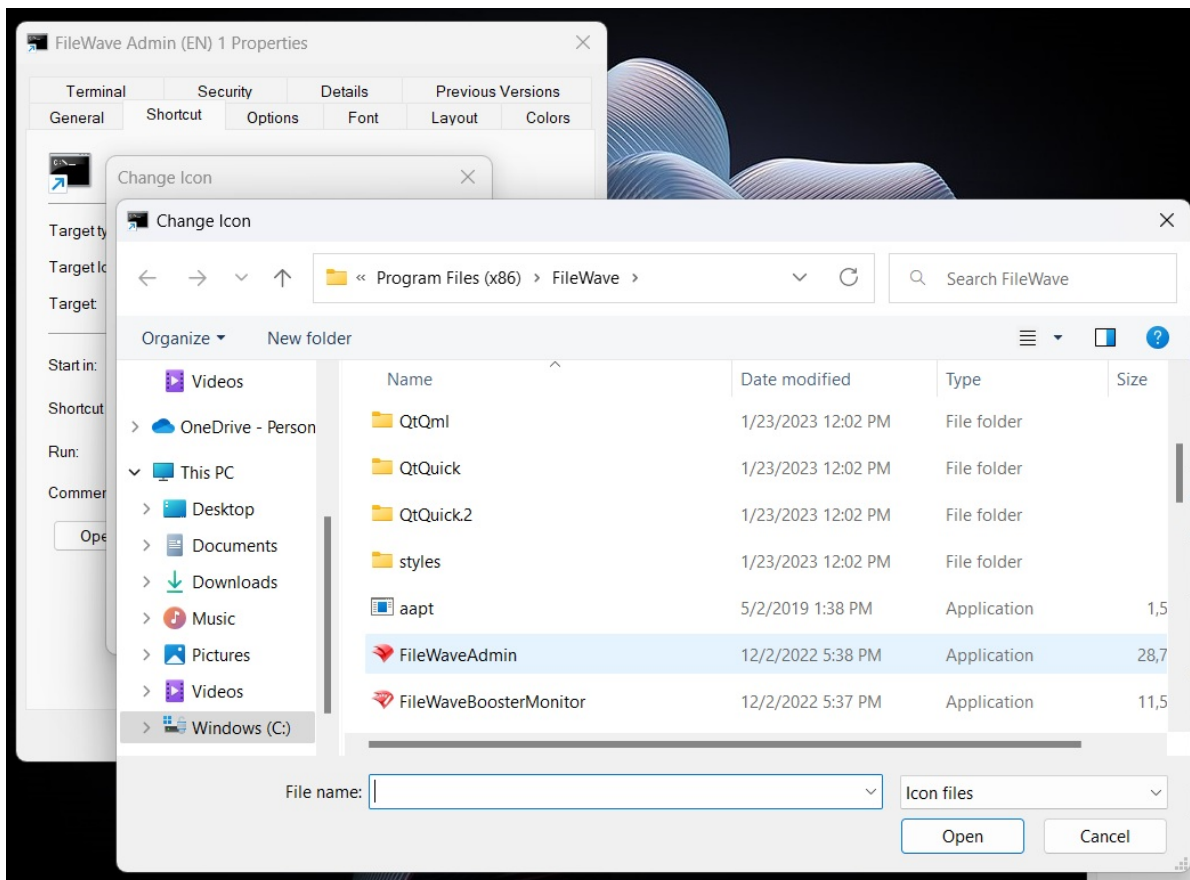 FileWave Admin (EN) 1 Properties
Terminal Security Details Previous Versions
General Shortcut Options Font Layout Colors
Change Icon
Change Icon
Target
Target
Target:
Start in:
Shortcut
Run:
« Program Files (x86) > FileWave >
Search FileWave
Organize New folder
Name Date modified Type Size
Videos
OneDrive - Person
This PC
Desktop
Documents
Downloads
Music
Pictures
Videos
Windows (C:)
QtQml 1/23/2023 12:02 PM File folder
QtQuick 1/23/2023 12:02 PM File folder
QtQuick.2 1/23/2023 12:02 PM File folder
styles 1/23/2023 12:02 PM File folder
aapt 5/2/2019 1:38 PM Application 1,5
FileWaveAdmin 12/2/2022 5:38 PM Application 28,7
FileWaveBoosterMonitor 12/2/2022 5:37 PM Application 11,5
File name: Icon files
Open Cancel